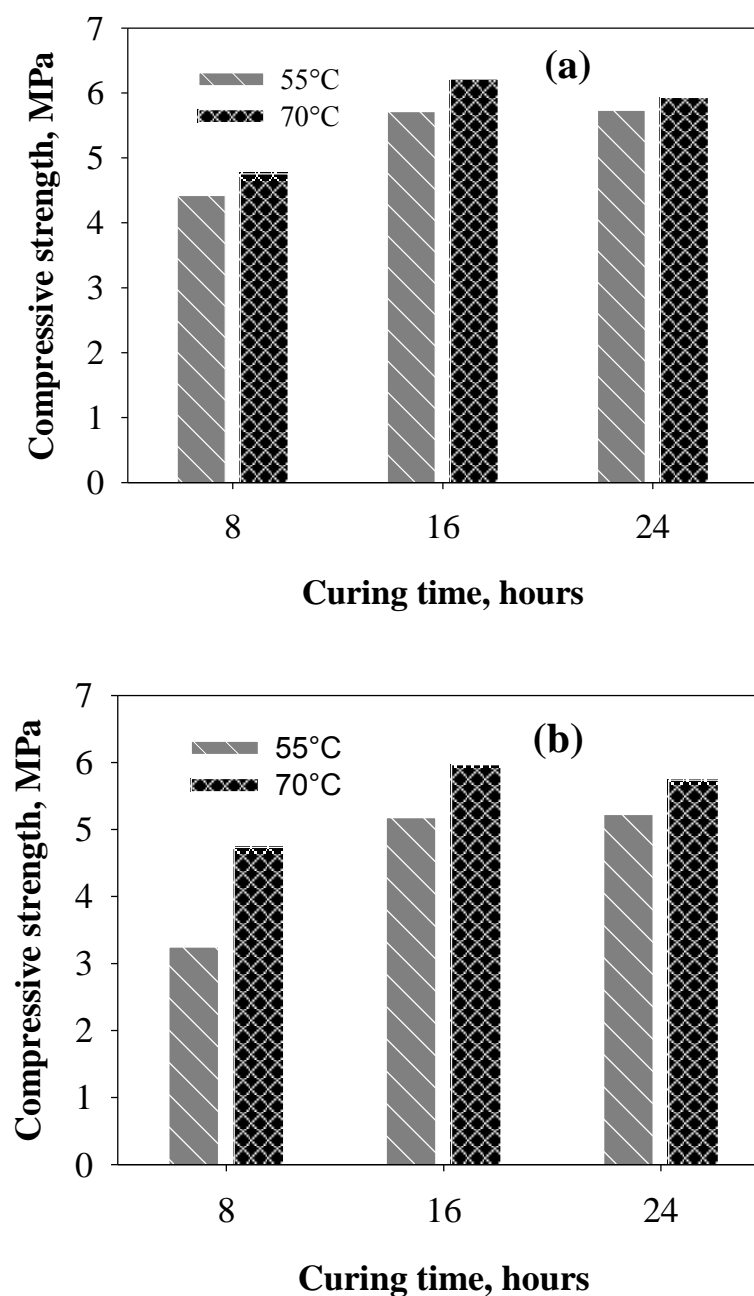 7
(a)
55°C
6
70°C
5
4
3
2
1
0
Compressive strength, MPa
8 16 24
Curing time, hours
7
(b)
55°C
6
70°C
5
4
3
2
1
0
Compressive strength, MPa
8 16 24
Curing time, hours